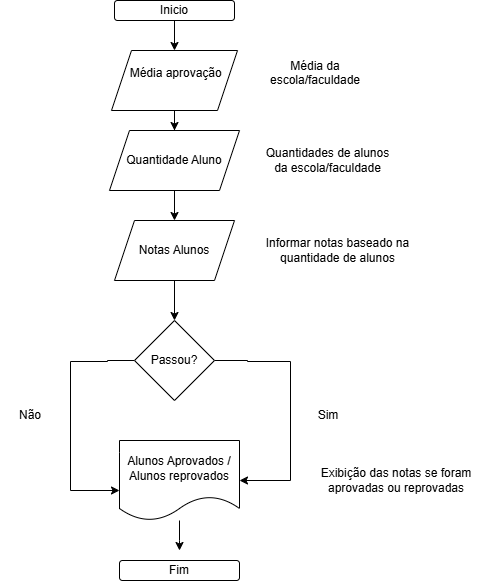 Inicio
Média aprovação
Média da
escola/faculdade
Quantidade Aluno
Quantidades de alunos
da escola/faculdade
Notas Alunos
Informar notas baseado na
quantidade de alunos
Passou?
Não
Sim
Alunos Aprovados /
Alunos reprovados
Exibição das notas se foram
aprovadas ou reprovadas
Fim